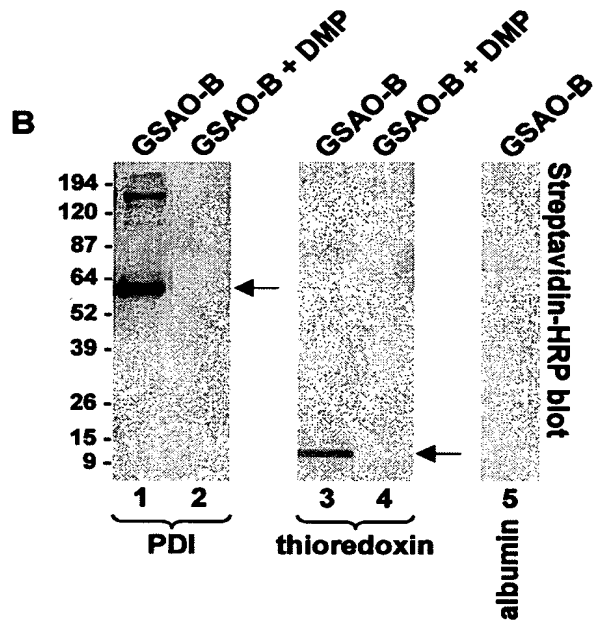 B
GSAO-B
GSAO-B + DMP
GSAO-B
GSAO-B + DMP
GSAO-B
194 -
120 -
87 -
64 -
52 -
39 -
26 -
15 -
9 -
Streptavidin-HRP blot
1 2 3 4 5
PDI
thioredoxin
albumin